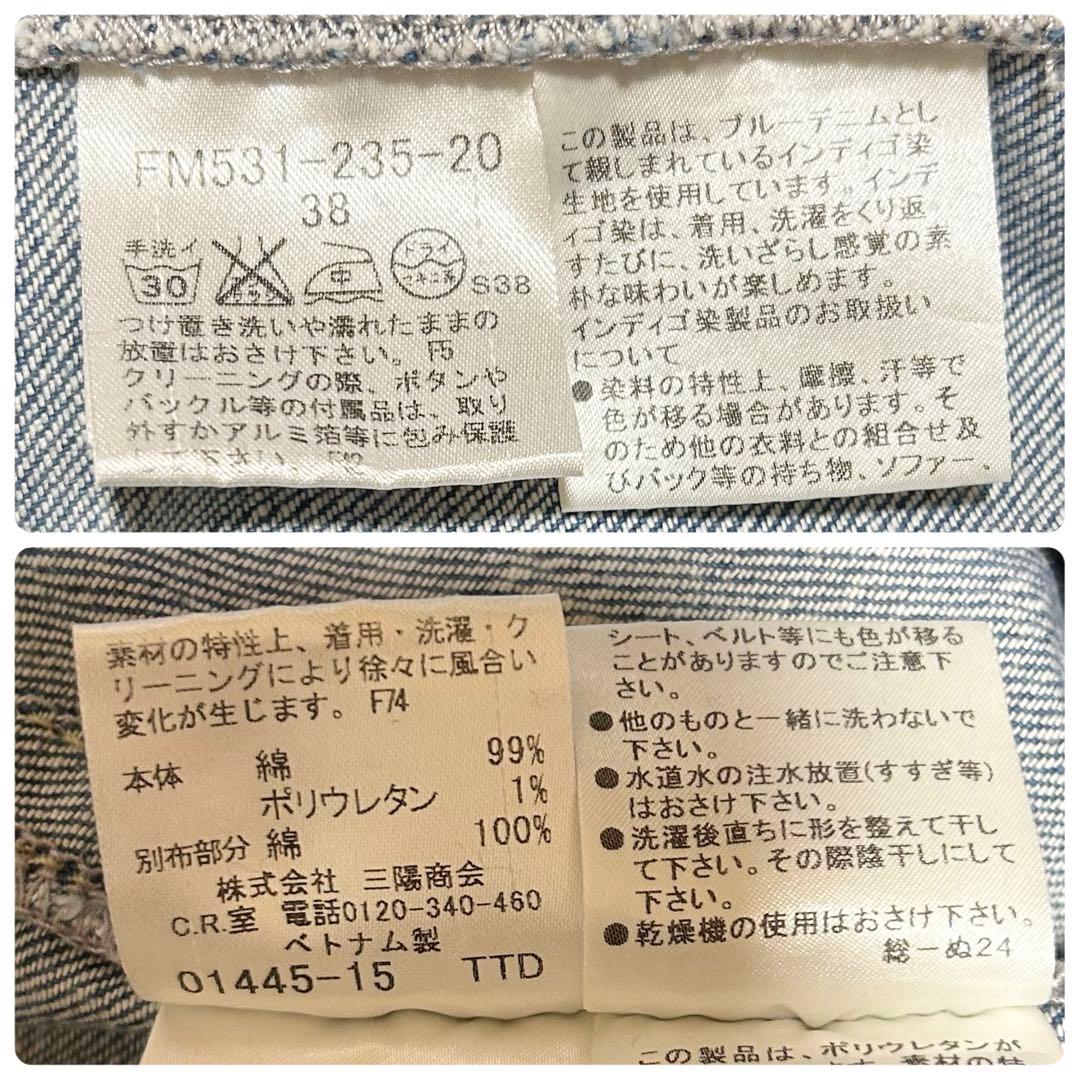 FM531-235-20
38
手洗イ
30
中
ドライ
S38
つけ置き洗いや濡れたままの
放置はおさけ下さい。 F5
クリーニングの際、ボタンや
バックル等の付属品は、取り
外すかアルミ箔等に包み保護
この製品は、ブルーデニムとし
て親しまれているインディゴ染
生地を使用しています。インデ
ィゴ染は、着用、洗濯をくり返
すたびに、洗いざらし感覚の素
朴な味わいが楽しめます。
インディゴ染製品のお取扱い
について
●染料の特性上、摩擦、汗等で
色が移る場合があります。そ
のため他の衣料との組合せ及
びバック等の持ち物、ソファー、
素材の特性上、着用・洗濯・ク
リーニングにより徐々に風合い
変化が生じます。 F74
本体 綿 99%
ポリウレタン 1%
別布部分 綿 100%
株式会社 三陽商会
C.R.室 電話0120-340-460
ベトナム製
01445-15 TTD
シート、ベルト等にも色が移る
ことがありますのでご注意下
さい。
●他のものと一緒に洗わないで
下さい。
●水道水の注水放置(すすぎ等)
はおさけ下さい。
●洗濯後直ちに形を整えて干し
て下さい。その際陰干しにして
下さい。
●乾燥機の使用はおさけ下さい。
総一ぬ24
この製品は、ポリウレタンが